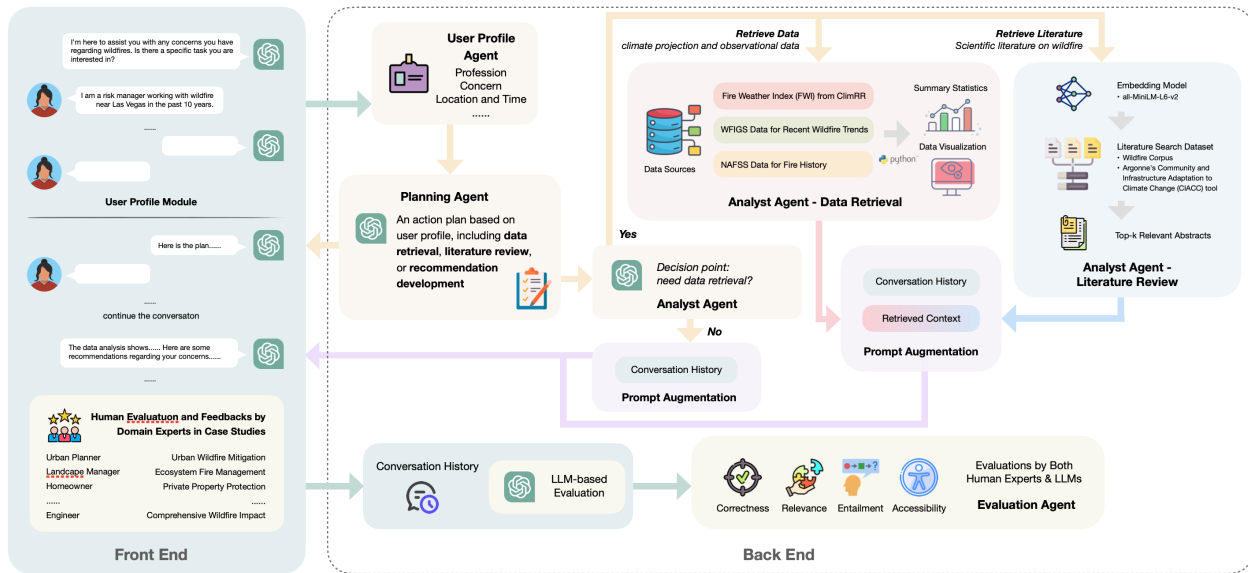 I'm here to assist you with any concerns you have
regarding wildfires. Is there a specific task you are
interested in?
I am a risk manager working with wildfire
near Las Vegas in the past 10 years.
......
User Profile Module
Here is the plan......
......
continue the conversaton
The data analysis shows...... Here are some
recommendations regarding your concerns......
......
Human Evaluatuon and Feedbacks by
Domain Experts in Case Studies
Urban Planner Urban Wildfire Mitigation
Landcape Manager Ecosystem Fire Management
Homeowner Private Property Protection
...... ......
Engineer Comprehensive Wildfire Impact
Front End
User Profile
Agent
Profession
Concern
Location and Time
......
Planning Agent
An action plan based on
user profile, including data
retrieval, literature review,
or recommendation
development
Yes
Decision point:
need data retrieval?
Analyst Agent
No
Conversation History
Prompt Augmentation
Retrieve Data
climate projection and observational data
Data Sources
Fire Weather Index (FWI) from ClimRR
WFIGS Data for Recent Wildfire Trends
NAFSS Data for Fire History
python
Summary Statistics
Data Visualization
Analyst Agent - Data Retrieval
Retrieve Literature
Scientific literature on wildfire
Embedding Model
• all-MiniLM-L6-v2
Literature Search Dataset
• Wildfire Corpus
• Argonne's Community and
Infrastructure Adaptation to
Climate Change (CIACC) tool
Top-k Relevant Abstracts
Analyst Agent -
Literature Review
Conversation History
Retrieved Context
Prompt Augmentation
Conversation History
LLM-based
Evaluation
Correctness
Relevance
Entailment
Accessibility
Evaluations by Both
Human Experts & LLMs
Evaluation Agent
Back End